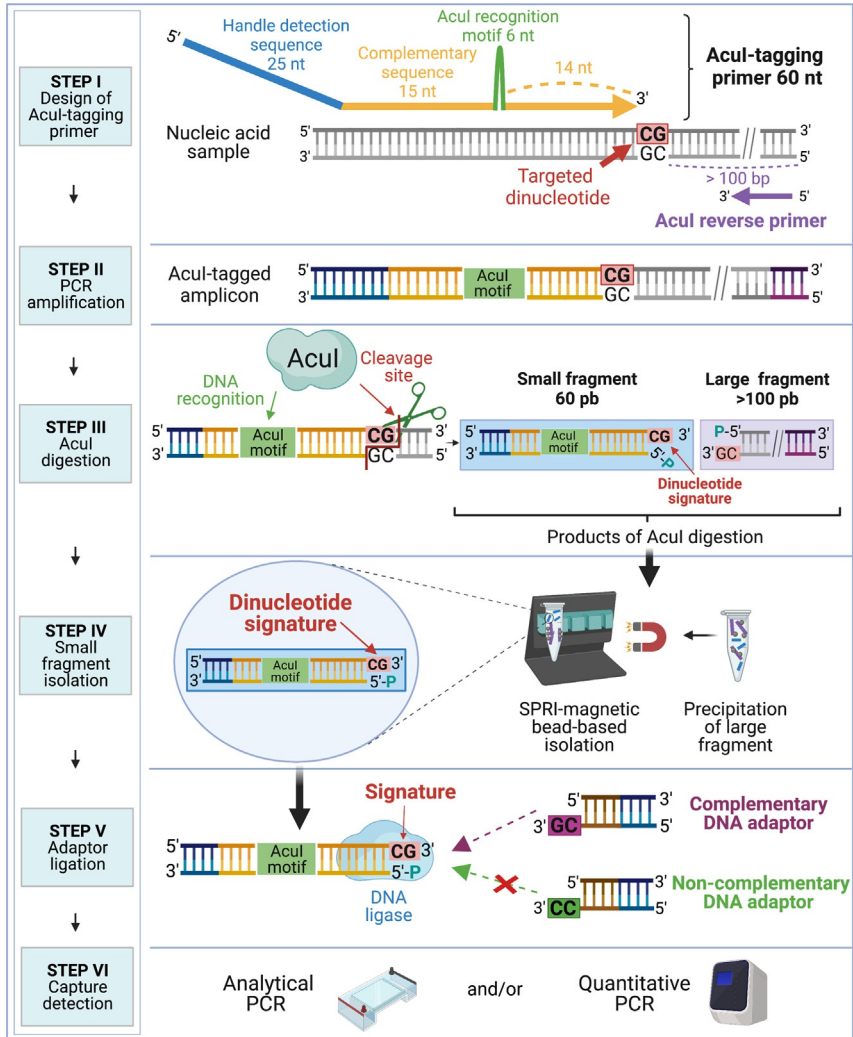 STEP I
Design of
AcuI-tagging
primer
5'
Handle detection
sequence
25 nt
Complementary
sequence
15 nt
AcuI recognition
motif 6 nt
14 nt
3'
AcuI-tagging
primer 60 nt
Nucleic acid
sample
5'
3'
CG
GC
3'
5'
Targeted
dinucleotide
> 100 bp
3'
5'
AcuI reverse primer
STEP II
PCR
amplification
AcuI-tagged
amplicon
5'
3'
AcuI
motif
CG
GC
3'
5'
STEP III
AcuI
digestion
AcuI
DNA
recognition
Cleavage
site
5'
3'
AcuI
motif
CG
GC
3'
5'
Small fragment
60 pb
5'
3'
AcuI
motif
CG
3'
5'-P
Dinucleotide
signature
Large fragment
>100 pb
P-5'
3'
3'GC
5'
Products of AcuI digestion
STEP IV
Small
fragment
isolation
Dinucleotide
signature
5'
3'
AcuI
motif
CG 3'
5'-P
SPRI-magnetic
bead-based
isolation
Precipitation
of large
fragment
STEP V
Adaptor
ligation
Signature
5'
3'
AcuI
motif
CG 3'
5'-P
DNA
ligase
5'
3'
3' GC
5'
Complementary
DNA adaptor
5'
3'
3' CC
5'
Non-complementary
DNA adaptor
STEP VI
Capture
detection
Analytical
PCR
and/or
Quantitative
PCR